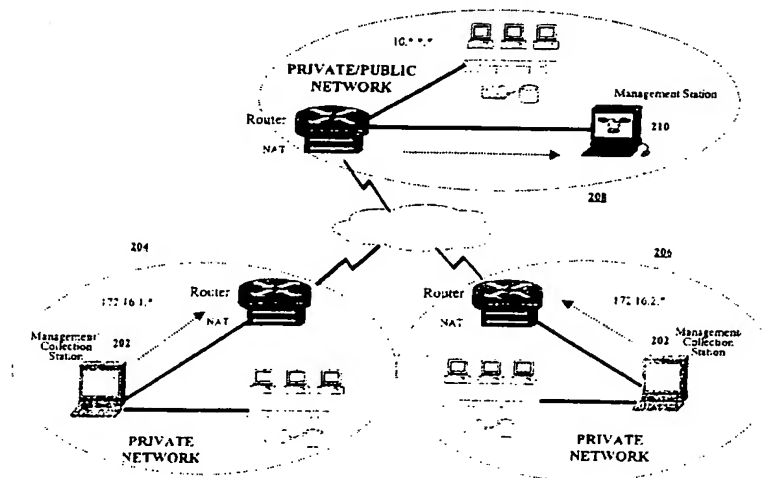 10.*.*.*
PRIVATE/PUBLIC
NETWORK
Management Station
Router
210
NAT
208
204
206
172.16.1.*
Router
Router
172.16.2.*
NAT
NAT
Management
Collection
Station
202
202
Management
Collection
Station
PRIVATE
NETWORK
PRIVATE
NETWORK